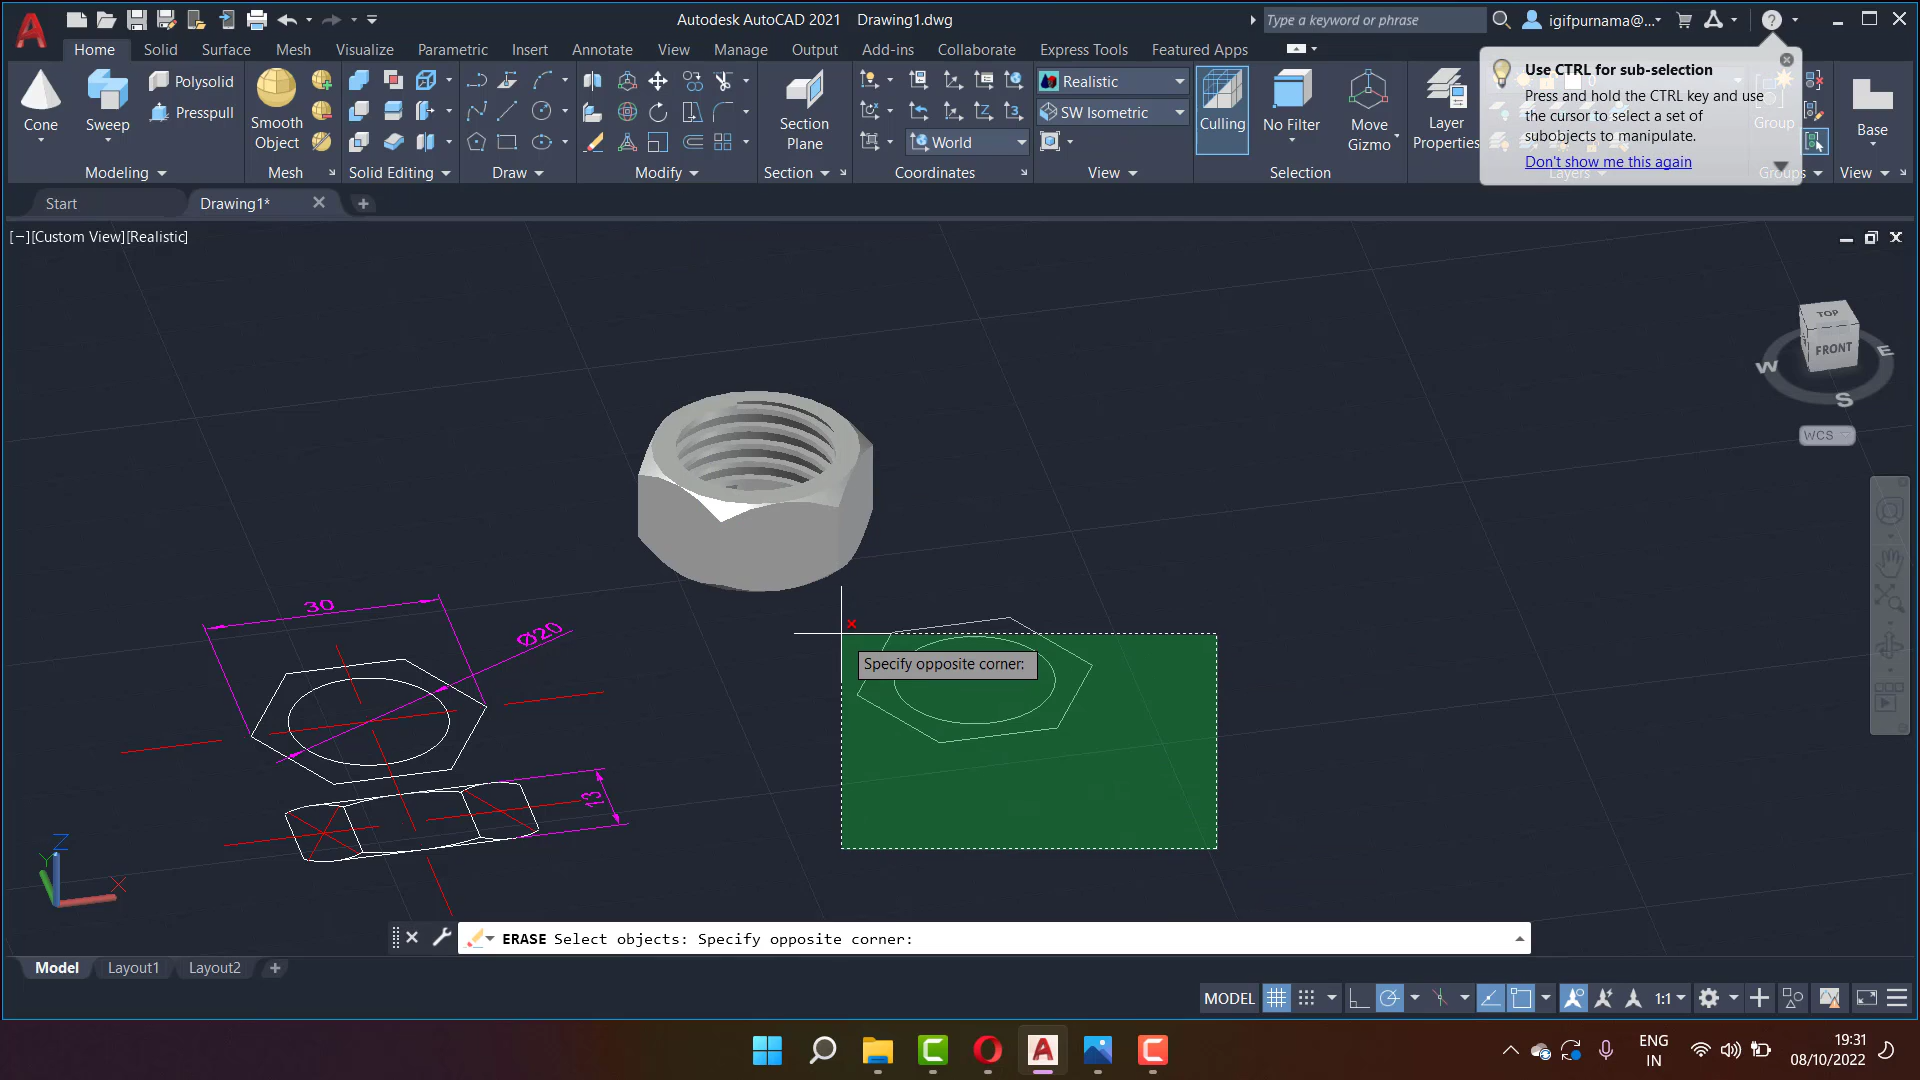 Autodesk AutoCAD 2021 Drawing1.dwg
Type a keyword or phrase
igifpurnama@...
Home Solid Surface Mesh Visualize Parametric Insert Annotate View Manage Output Add-ins Collaborate Express Tools Featured Apps
Cone
Sweep
Polysolid
Presspull
Modeling
Smooth
Object
Mesh
Solid Editing
Draw
Modify
Section
Plane
Section
World
Coordinates
Realistic
SW Isometric
View
Culling
No Filter
Move
Gizmo
Selection
Layer
Properties
Layers
Group
Groups
Base
View
Use CTRL for sub-selection
Press and hold the CTRL key and use
the cursor to select a set of
subobjects to manipulate.
Don't show me this again
Start
Drawing1*
[−][Custom View][Realistic]
TOP
FRONT
W
E
S
WCS
30
Ø20
13
Specify opposite corner:
Z
Y
X
ERASE Select objects: Specify opposite corner:
Model Layout1 Layout2
MODEL
1:1
ENG
IN
19:31
08/10/2022